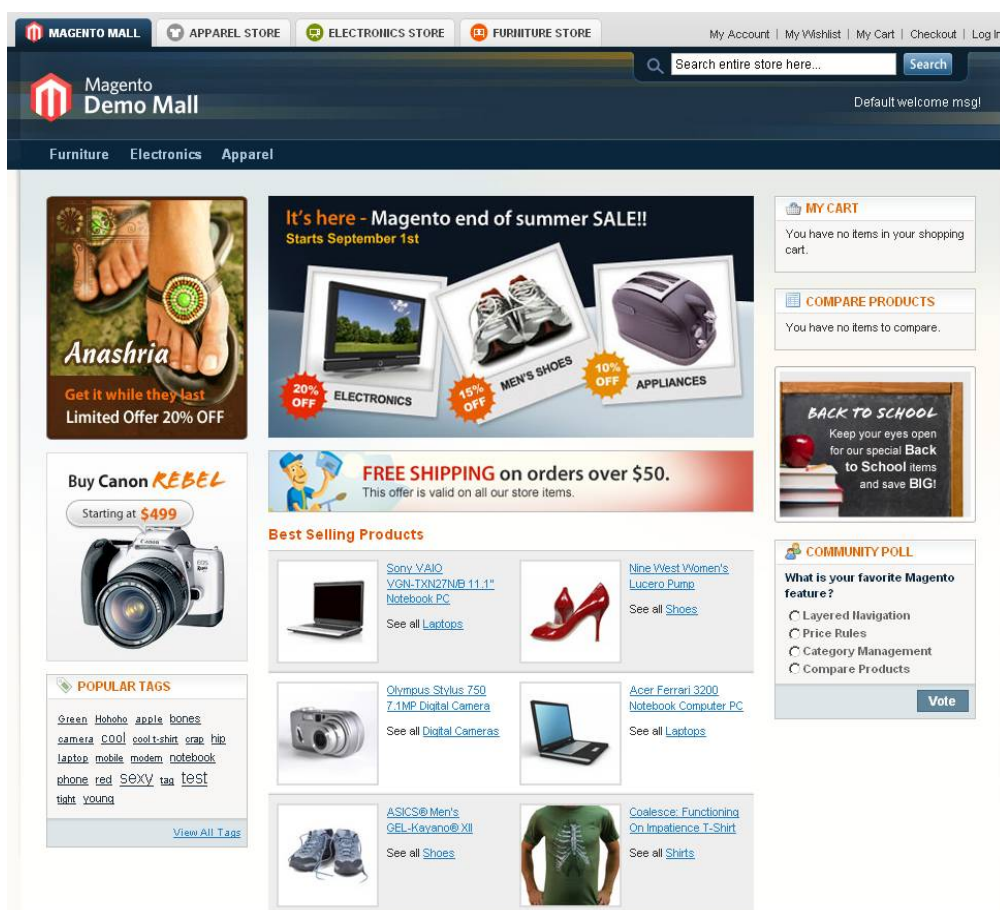 MAGENTO MALL
APPAREL STORE
ELECTRONICS STORE
FURNITURE STORE
My Account | My Wishlist | My Cart | Checkout | Log In
Search entire store here...
Search
Magento
Demo Mall
Default welcome msg!
Furniture Electronics Apparel
Anashria
Get it while they last
Limited Offer 20% OFF
Buy Canon REBEL
Starting at $499
Canon
EOS
POPULAR TAGS
Green Hohoho apple bones
camera cool cool t-shirt crap hip
laptop mobile modem notebook
phone red sexy tag test
tight young
View All Tags
It's here - Magento end of summer SALE!!
Starts September 1st
20%
OFF
ELECTRONICS
15%
OFF
MEN'S SHOES
10%
OFF
APPLIANCES
FREE SHIPPING on orders over $50.
This offer is valid on all our store items.
Best Selling Products
Sony VAIO
VGN-TXN27N/B 11.1"
Notebook PC
See all Laptops
Nine West Women's
Lucero Pump
See all Shoes
Olympus Stylus 750
7.1MP Digital Camera
See all Digital Cameras
Acer Ferrari 3200
Notebook Computer PC
See all Laptops
ASICS® Men's
GEL-Kayano® XII
See all Shoes
Coalesce: Functioning
On Impatience T-Shirt
See all Shirts
MY CART
You have no items in your shopping
cart.
COMPARE PRODUCTS
You have no items to compare.
BACK TO SCHOOL
Keep your eyes open
for our special Back
to School items
and save BIG!
COMMUNITY POLL
What is your favorite Magento
feature?
Layered Navigation
Price Rules
Category Management
Compare Products
Vote